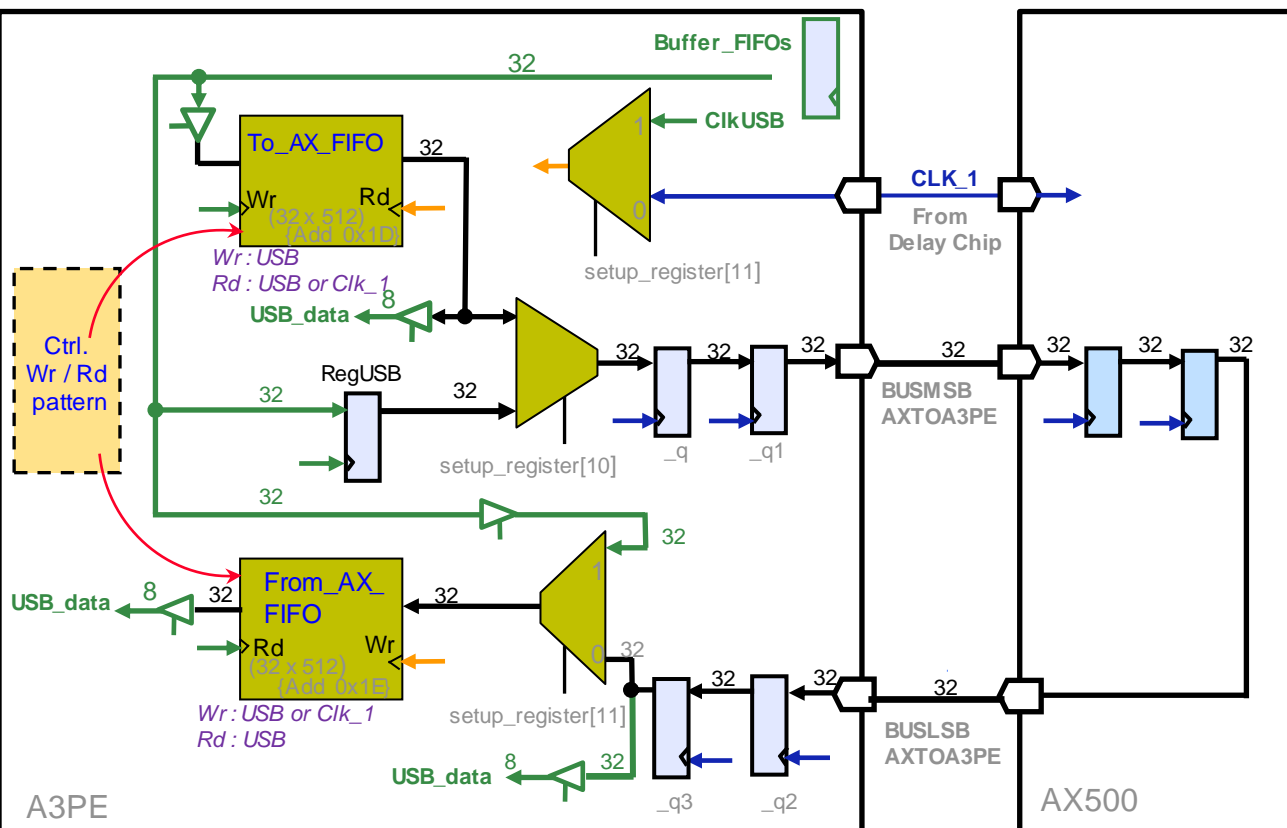 Buffer_FIFOs
32
ClkUSB
1
0
setup_register[11]
CLK_1
From
Delay Chip
To_AX_FIFO
32
Wr
Rd
(32 x 512)
{Add 0x1D}
Wr : USB
Rd : USB or Clk_1
8
USB_data
Ctrl.
Wr / Rd
pattern
RegUSB
32
32
setup_register[10]
32
_q
32
_q1
32
32
BUSMSB
AXTOA3PE
32
32
32
32
32
1
From_AX_
FIFO
32
8
USB_data
32
Rd
Wr
(32 x 512)
{Add 0x1E}
Wr : USB or Clk_1
Rd : USB
0
32
setup_register[11]
32
32
32
BUSLSB
AXTOA3PE
USB_data
8
32
_q3
_q2
A3PE
AX500